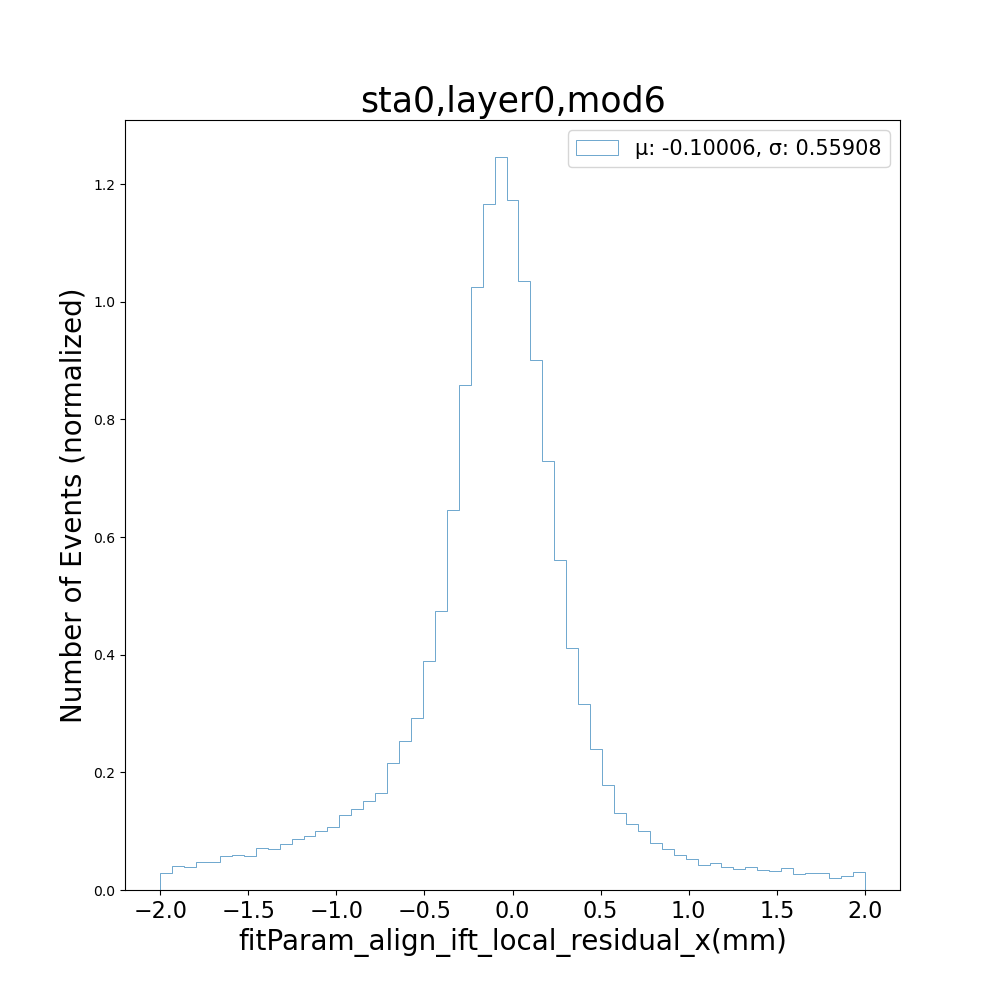 sta0,layer0,mod6
μ: -0.10006, σ: 0.55908
Number of Events (normalized)
1.2
1.0
0.8
0.6
0.4
0.2
0.0
−2.0 −1.5 −1.0 −0.5 0.0 0.5 1.0 1.5 2.0
fitParam_align_ift_local_residual_x(mm)